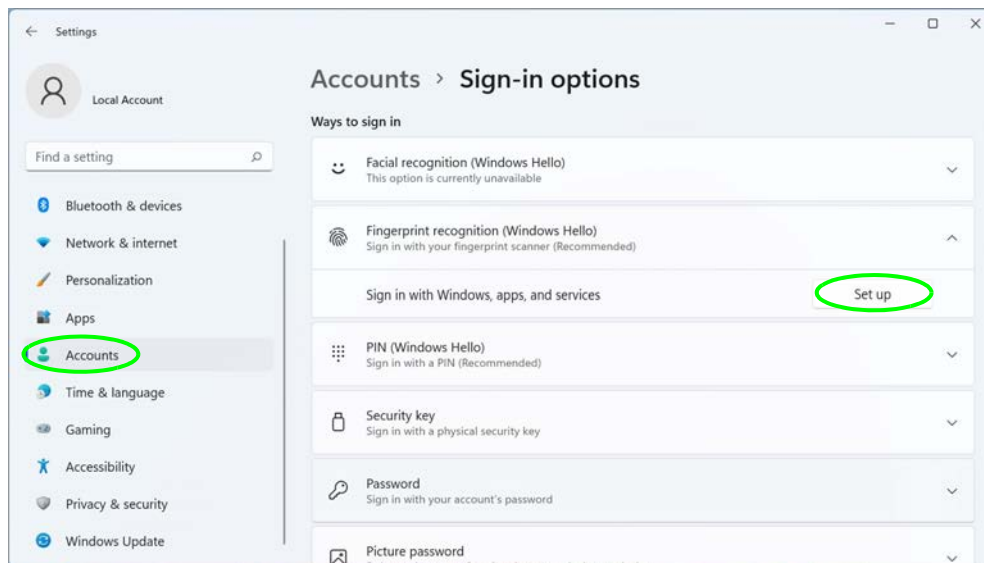 Settings
Local Account
Find a setting
Bluetooth & devices
Network & internet
Personalization
Apps
Accounts
Time & language
Gaming
Accessibility
Privacy & security
Windows Update
Accounts > Sign-in options
Ways to sign in
Facial recognition (Windows Hello)
This option is currently unavailable
Fingerprint recognition (Windows Hello)
Sign in with your fingerprint scanner (Recommended)
Sign in with Windows, apps, and services
Set up
PIN (Windows Hello)
Sign in with a PIN (Recommended)
Security key
Sign in with a physical security key
Password
Sign in with your account's password
Picture password